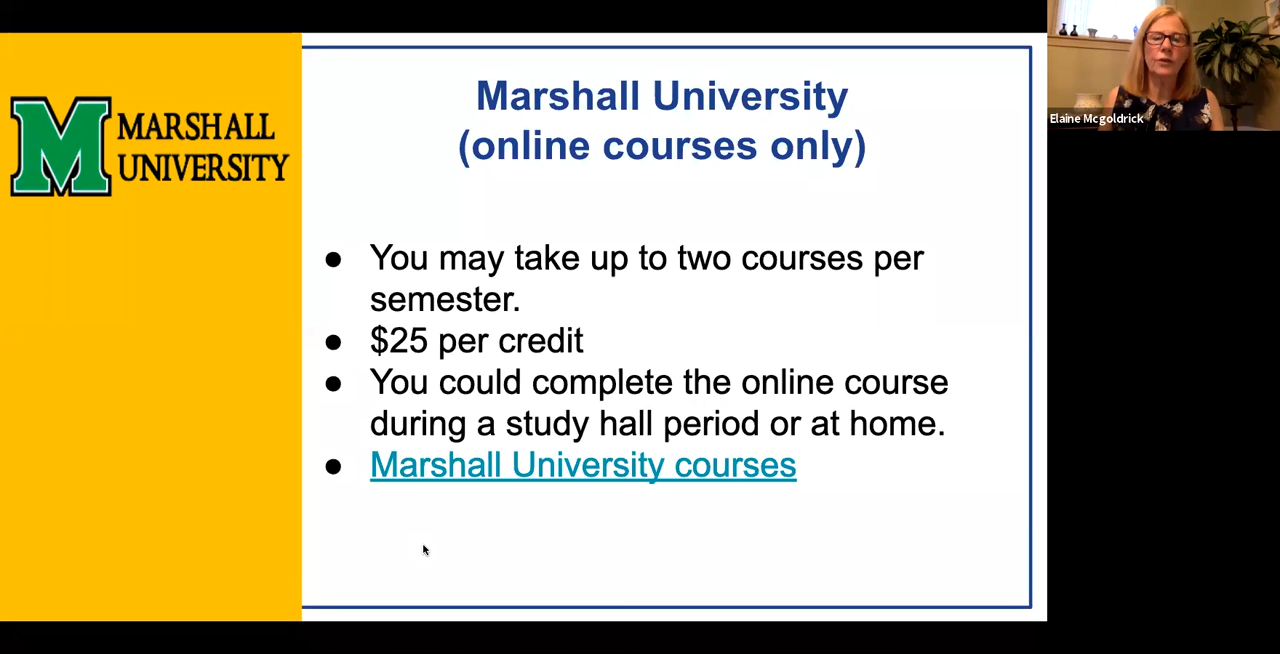 MARSHALL
UNIVERSITY
Marshall University
(online courses only)
● You may take up to two courses per
semester.
● $25 per credit
● You could complete the online course
during a study hall period or at home.
● Marshall University courses
Elaine Mcgoldrick